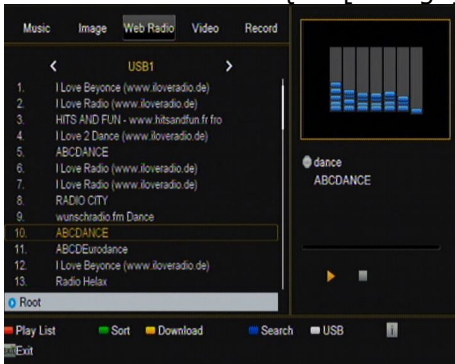 Music Image Web Radio Video Record
< USB1 >
1. I Love Beyonce (www.iloveradio.de)
2. I Love Radio (www.iloveradio.de)
3. HITS AND FUN - www.hitsandfun.fr fro
4. I Love 2 Dance (www.iloveradio.de)
5. ABCDANCE
6. I Love Radio (www.iloveradio.de)
7. I Love Radio (www.iloveradio.de)
8. RADIO CITY
9. wunschradio.fm Dance
10. ABCDANCE
11. ABCDEurodance
12. I Love Beyonce (www.iloveradio.de)
13. Radio Helax
Root
dance
ABCDANCE
Play List Sort Download Search USB i
Exit